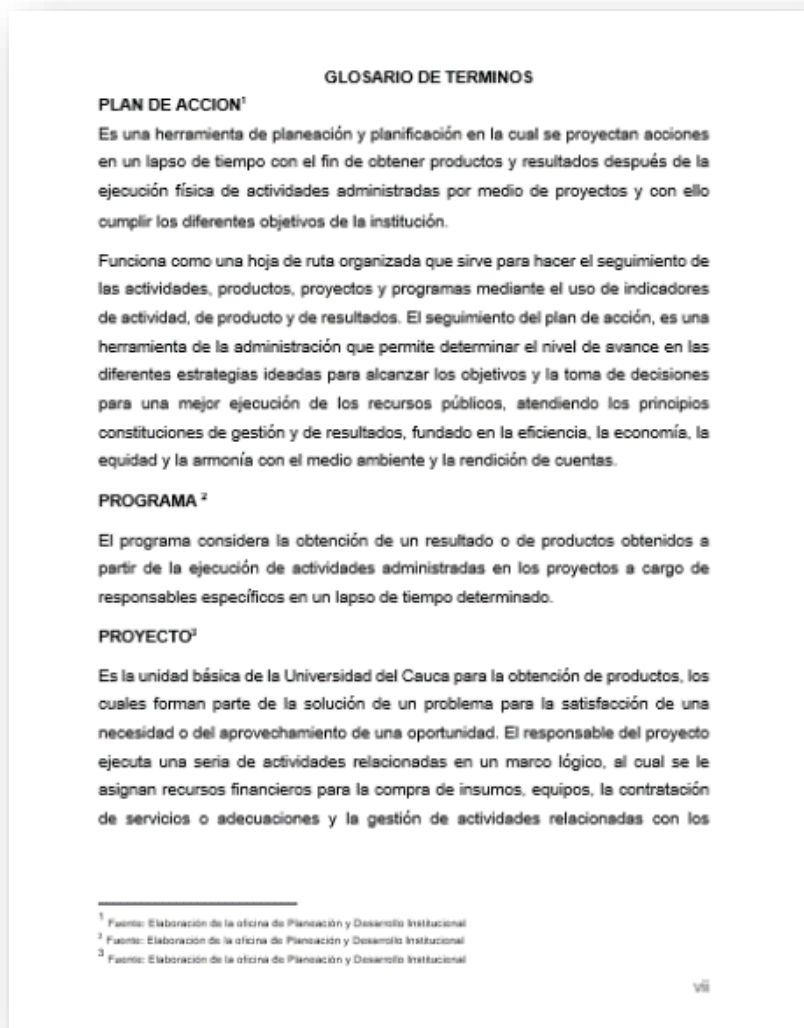 GLOSARIO DE TERMINOS
PLAN DE ACCION¹
Es una herramienta de planeación y planificación en la cual se proyectan acciones
en un lapso de tiempo con el fin de obtener productos y resultados después de la
ejecución física de actividades administradas por medio de proyectos y con ello
cumplir los diferentes objetivos de la institución.
Funciona como una hoja de ruta organizada que sirve para hacer el seguimiento de
las actividades, productos, proyectos y programas mediante el uso de indicadores
de actividad, de producto y de resultados. El seguimiento del plan de acción, es una
herramienta de la administración que permite determinar el nivel de avance en las
diferentes estrategias ideadas para alcanzar los objetivos y la toma de decisiones
para una mejor ejecución de los recursos públicos, atendiendo los principios
constituciones de gestión y de resultados, fundado en la eficiencia, la economía, la
equidad y la armonía con el medio ambiente y la rendición de cuentas.
PROGRAMA ²
El programa considera la obtención de un resultado o de productos obtenidos a
partir de la ejecución de actividades administradas en los proyectos a cargo de
responsables específicos en un lapso de tiempo determinado.
PROYECTO³
Es la unidad básica de la Universidad del Cauca para la obtención de productos, los
cuales forman parte de la solución de un problema para la satisfacción de una
necesidad o del aprovechamiento de una oportunidad. El responsable del proyecto
ejecuta una seria de actividades relacionadas en un marco lógico, al cual se le
asignan recursos financieros para la compra de insumos, equipos, la contratación
de servicios o adecuaciones y la gestión de actividades relacionadas con los
¹ Fuente: Elaboración de la oficina de Planeación y Desarrollo Institucional
² Fuente: Elaboración de la oficina de Planeación y Desarrollo Institucional
³ Fuente: Elaboración de la oficina de Planeación y Desarrollo Institucional
vii